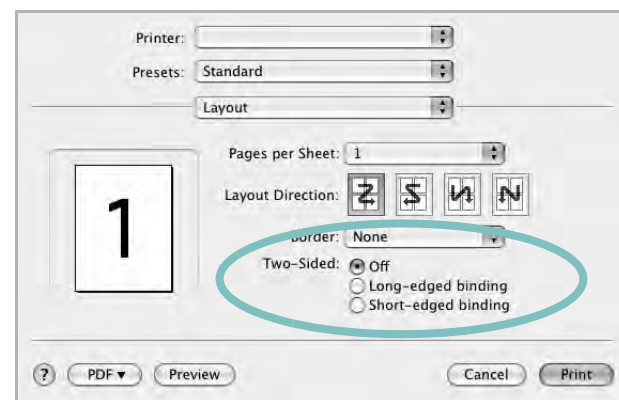 Printer:
Presets: Standard
Layout
Pages per Sheet: 1
1
Layout Direction:
Border: None
Two-Sided: Off
Long-edged binding
Short-edged binding
? PDF▼ Preview Cancel Print